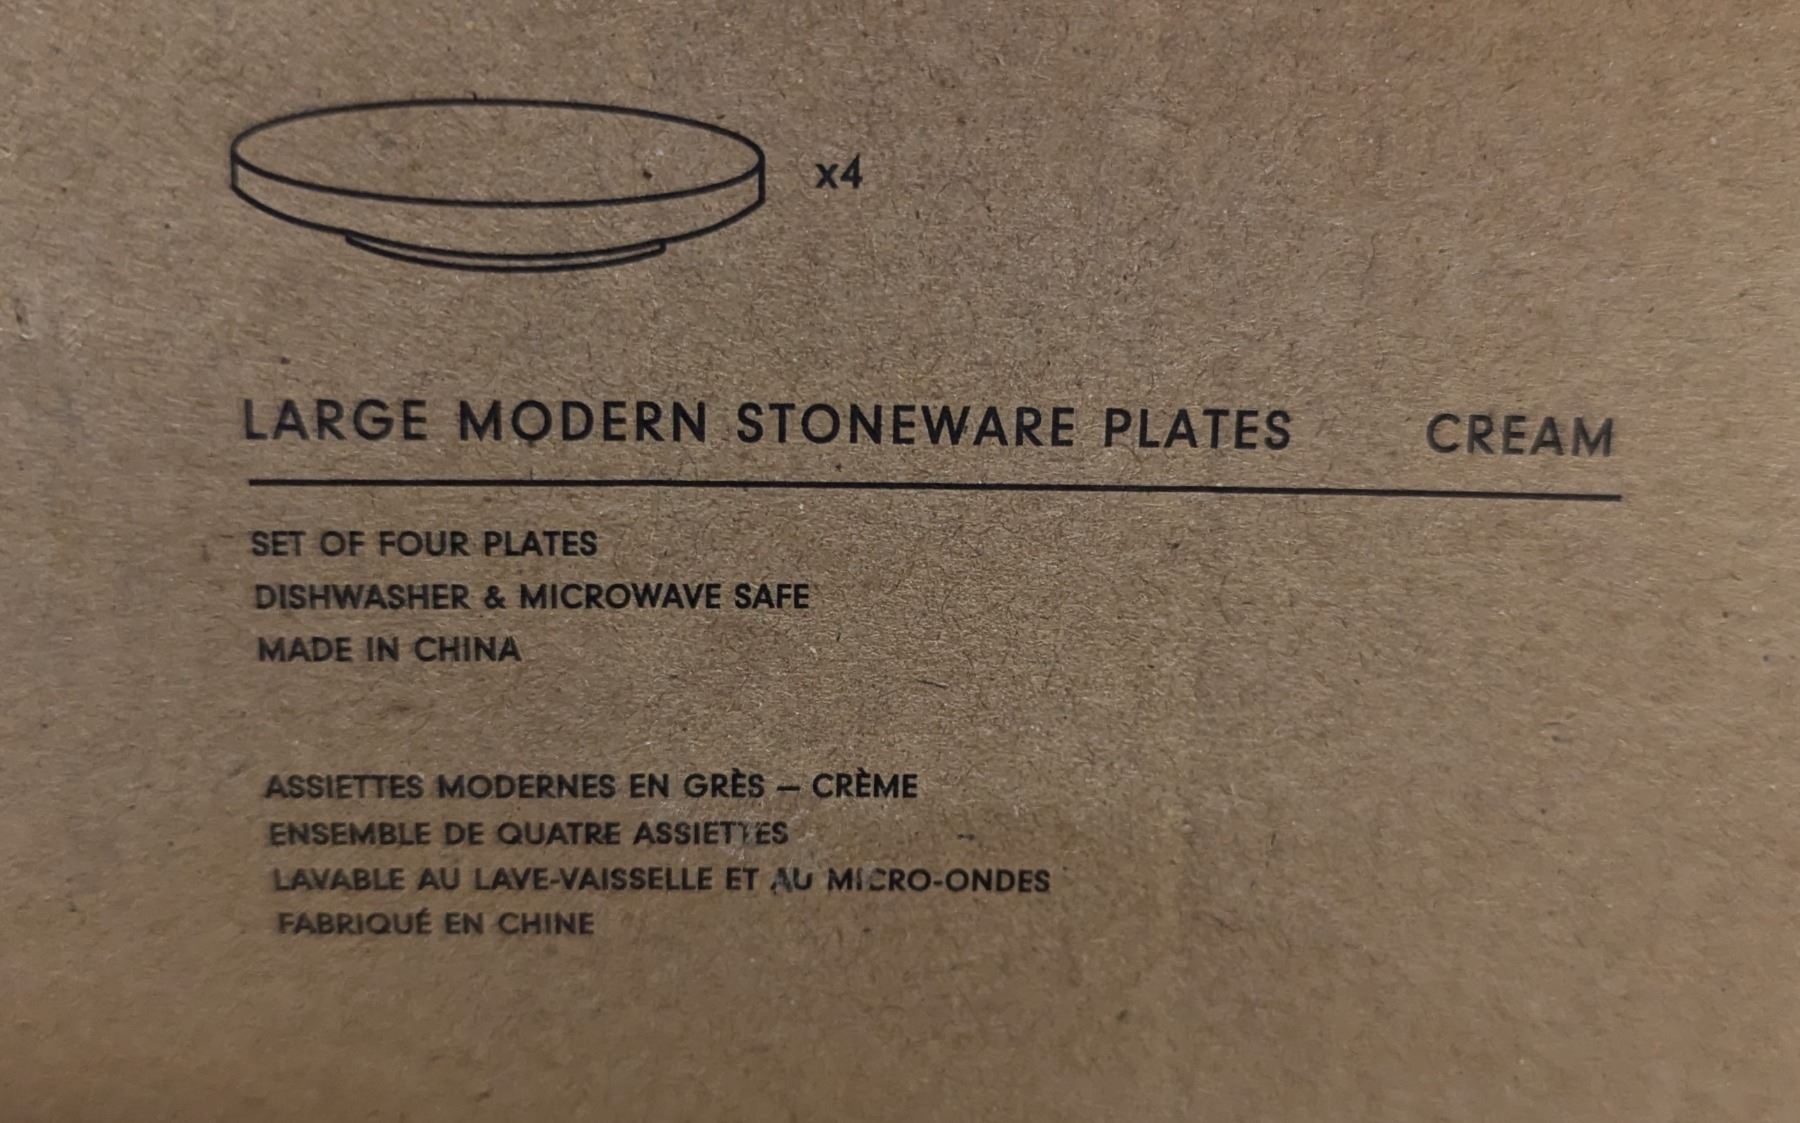 x4
LARGE MODERN STONEWARE PLATES CREAM
SET OF FOUR PLATES
DISHWASHER & MICROWAVE SAFE
MADE IN CHINA
ASSIETTES MODERNES EN GRÈS – CRÈME
ENSEMBLE DE QUATRE ASSIETTES
LAVABLE AU LAVE-VAISSELLE ET AU MICRO-ONDES
FABRIQUÉ EN CHINE